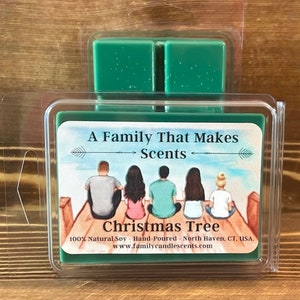 A Family That Makes
Scents
Christmas Tree
100% Natural Soy - Hand-Poured - North Haven, CT, USA.
www.familycandlescents.com